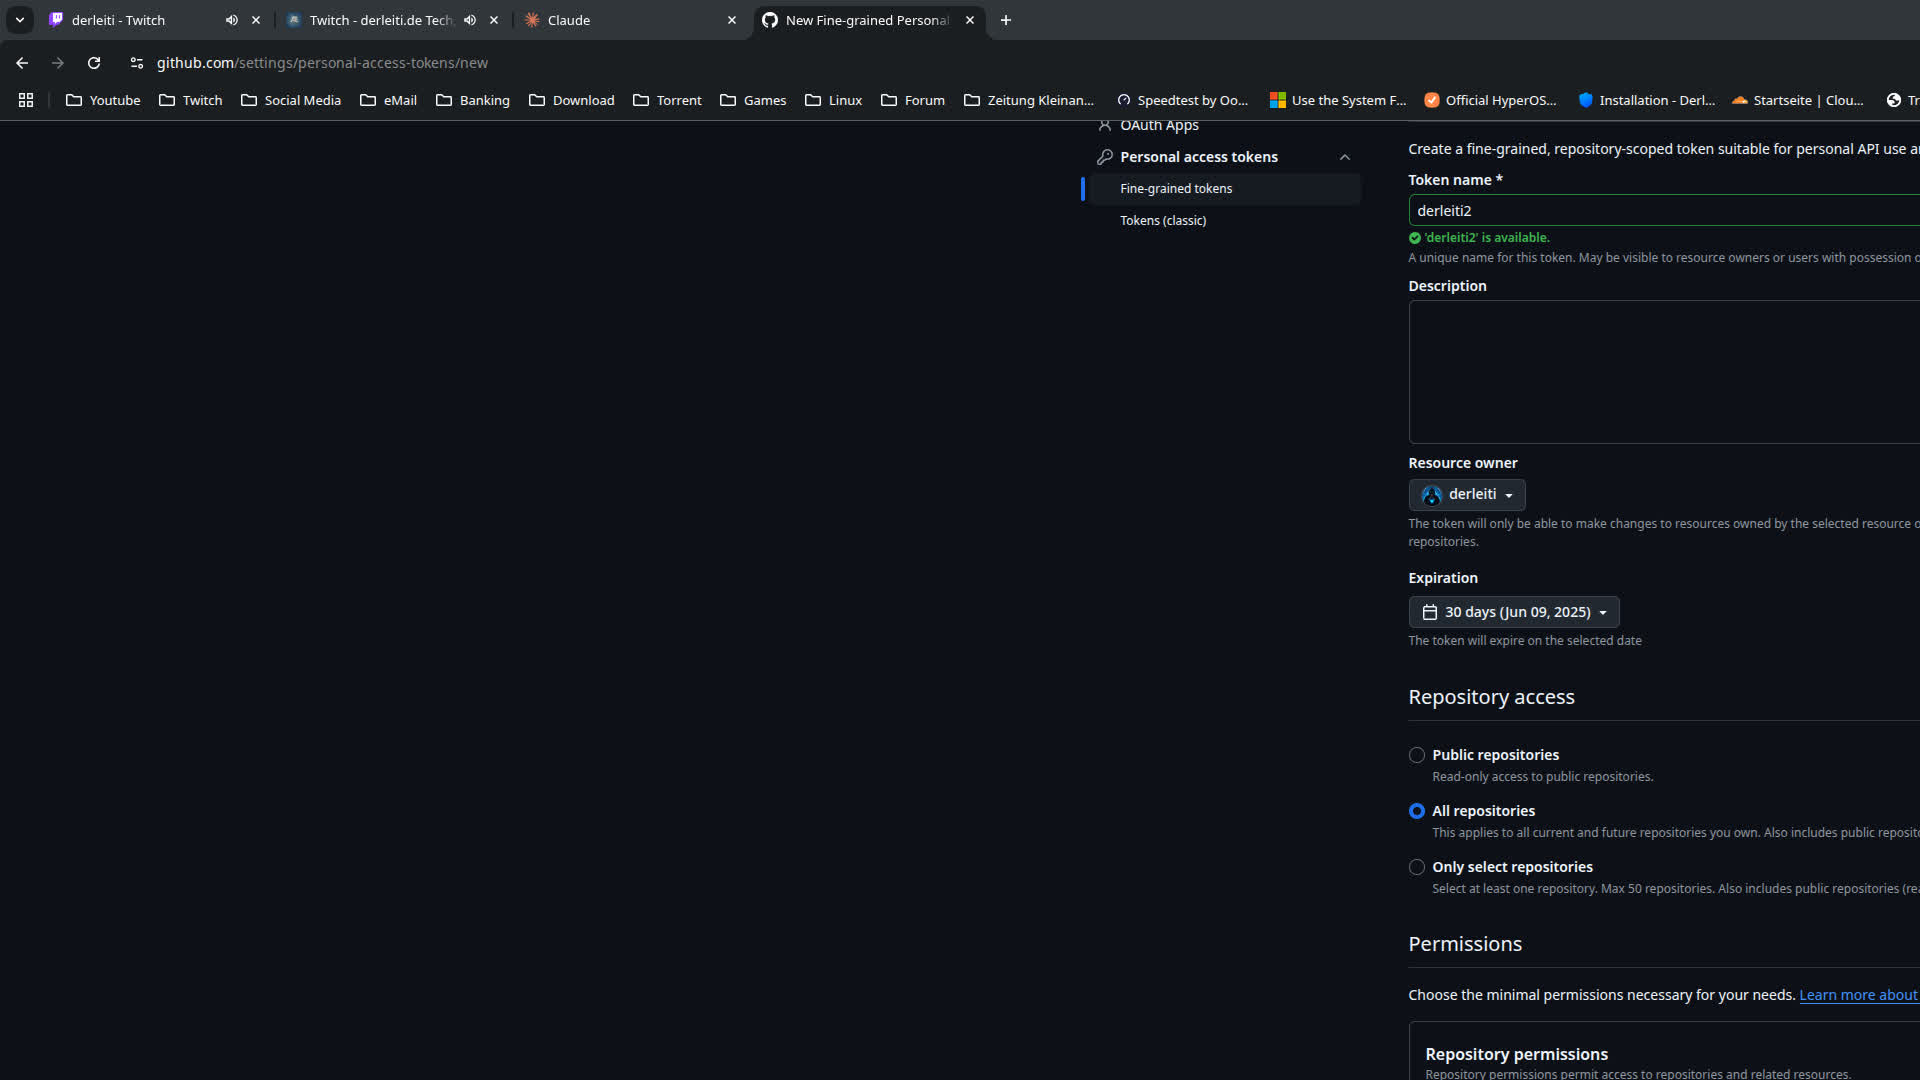 derleiti - Twitch
Twitch - derleiti.de Tech
Claude
New Fine-grained Personal
github.com/settings/personal-access-tokens/new
Youtube
Twitch
Social Media
eMail
Banking
Download
Torrent
Games
Linux
Forum
Zeitung Kleinan...
Speedtest by Oo...
Use the System F...
Official HyperOS...
Installation - Derl...
Startseite | Clou...
Tr
OAuth Apps
Personal access tokens
Fine-grained tokens
Tokens (classic)
Create a fine-grained, repository-scoped token suitable for personal API use
Token name *
derleiti2
'derleiti2' is available.
A unique name for this token. May be visible to resource owners or users with possession
Description
Resource owner
derleiti
The token will only be able to make changes to resources owned by the selected resource
repositories.
Expiration
30 days (Jun 09, 2025)
The token will expire on the selected date
Repository access
Public repositories
Read-only access to public repositories.
All repositories
This applies to all current and future repositories you own. Also includes public
Only select repositories
Select at least one repository. Max 50 repositories. Also includes public repositories
Permissions
Choose the minimal permissions necessary for your needs. Learn more about
Repository permissions
Repository permissions permit access to repositories and related resources.